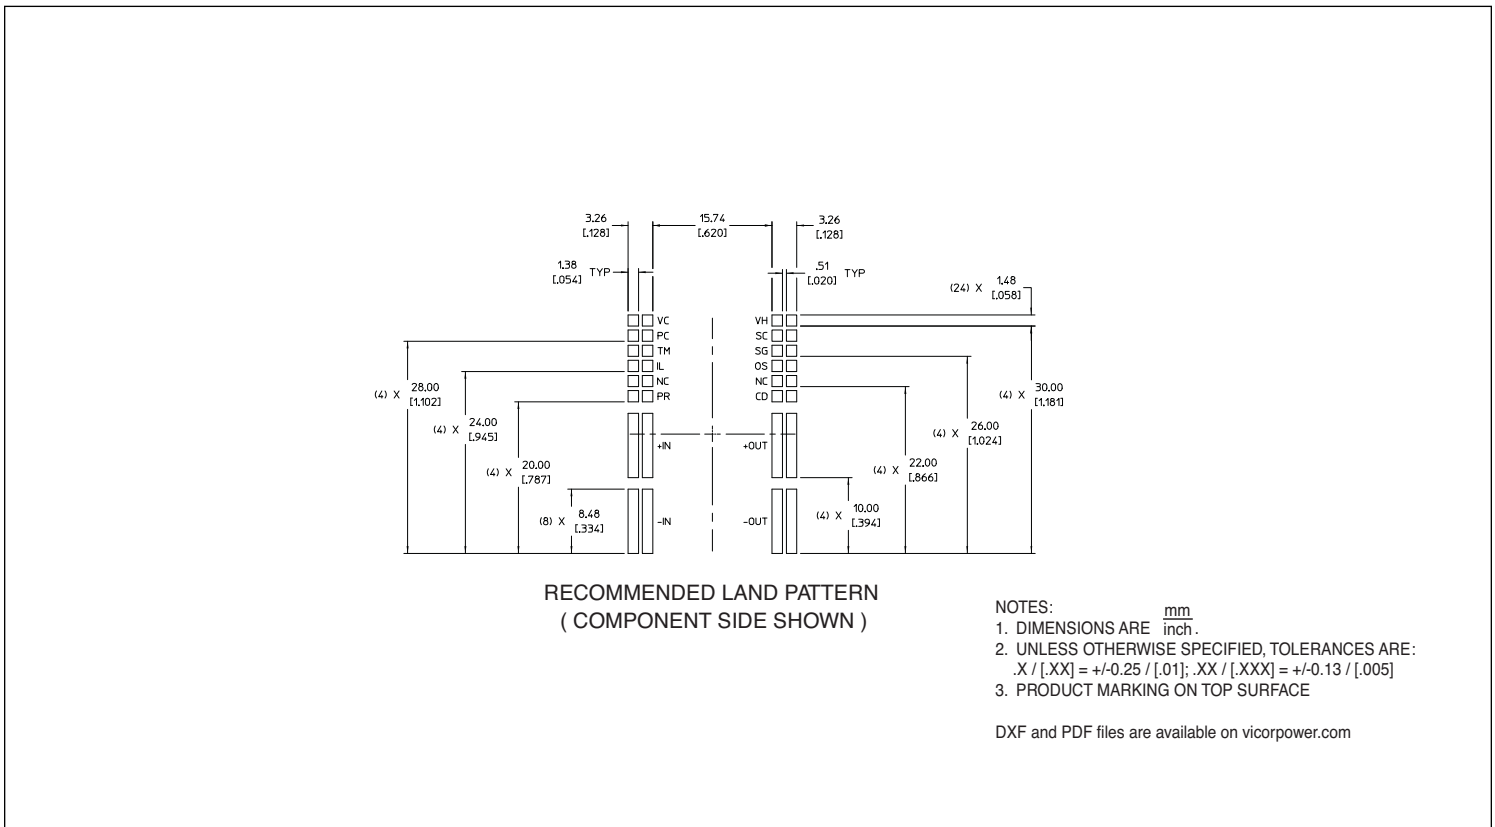 3.26 15.74 3.26
[.128] [.620] [.128]
1.38 TYP .51 TYP
[.054] [.020]
(24) X 1.48
[.058]
VC VH
PC SC
TM SG
IL OS
NC NC
PR CD
(4) X 28.00
[1.102]
(4) X 30.00
[1.181]
(4) X 24.00
[.945]
(4) X 26.00
[1.024]
+IN +OUT
(4) X 20.00
[.787]
(4) X 22.00
[.866]
(8) X 8.48
[.334]
-IN -OUT
(4) X 10.00
[.394]
RECOMMENDED LAND PATTERN
( COMPONENT SIDE SHOWN )
NOTES:
1. DIMENSIONS ARE mm
inch .
2. UNLESS OTHERWISE SPECIFIED, TOLERANCES ARE:
.X / [.XX] = +/-0.25 / [.01]; .XX / [.XXX] = +/-0.13 / [.005]
3. PRODUCT MARKING ON TOP SURFACE
DXF and PDF files are available on vicorpower.com